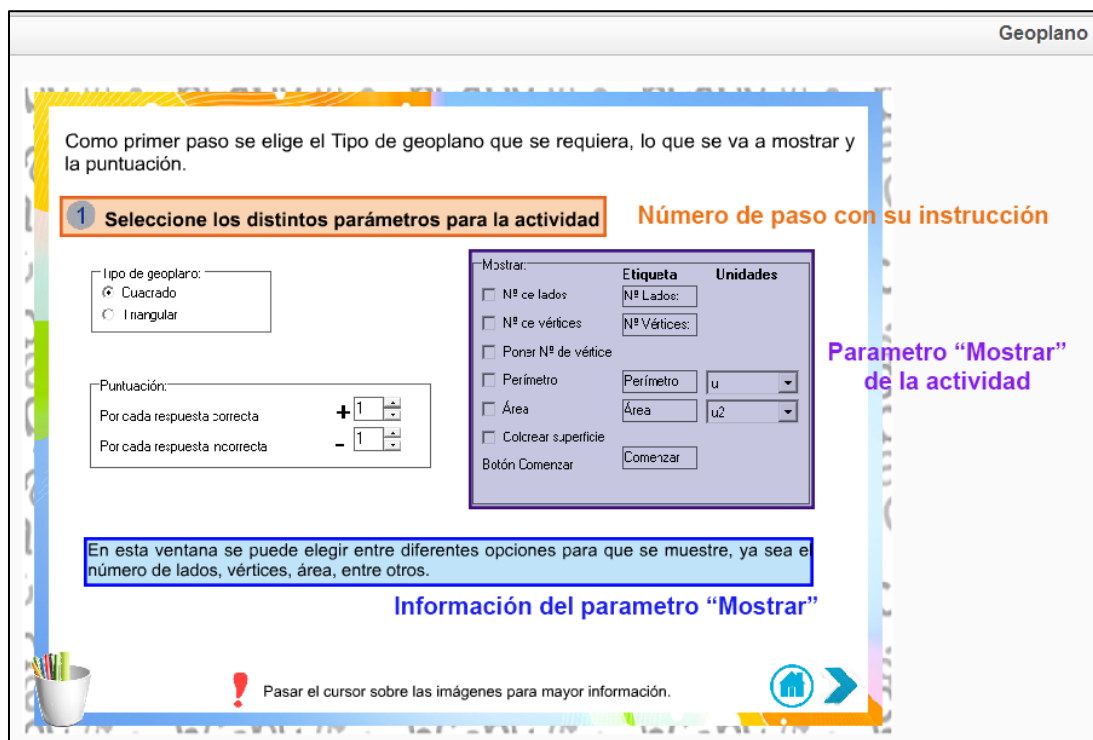 Geoplano
Como primer paso se elige el Tipo de geoplano que se requiera, lo que se va a mostrar y
la puntuación.
1 Seleccione los distintos parámetros para la actividad
Número de paso con su instrucción
Tipo de geoplano:
Cuadrado
Triangular
Puntuación:
Por cada respuesta correcta + 1
Por cada respuesta incorrecta - 1
Mostrar: Etiqueta Unidades
Nº de lados Nº Lados:
Nº de vértices Nº Vértices:
Poner Nº de vértice
Perímetro Perímetro u
Área Área u2
Colorear superficie
Botón Comenzar Comenzar
Parametro “Mostrar”
de la actividad
En esta ventana se puede elegir entre diferentes opciones para que se muestre, ya sea el
número de lados, vértices, área, entre otros.
Información del parametro “Mostrar”
Pasar el cursor sobre las imágenes para mayor información.